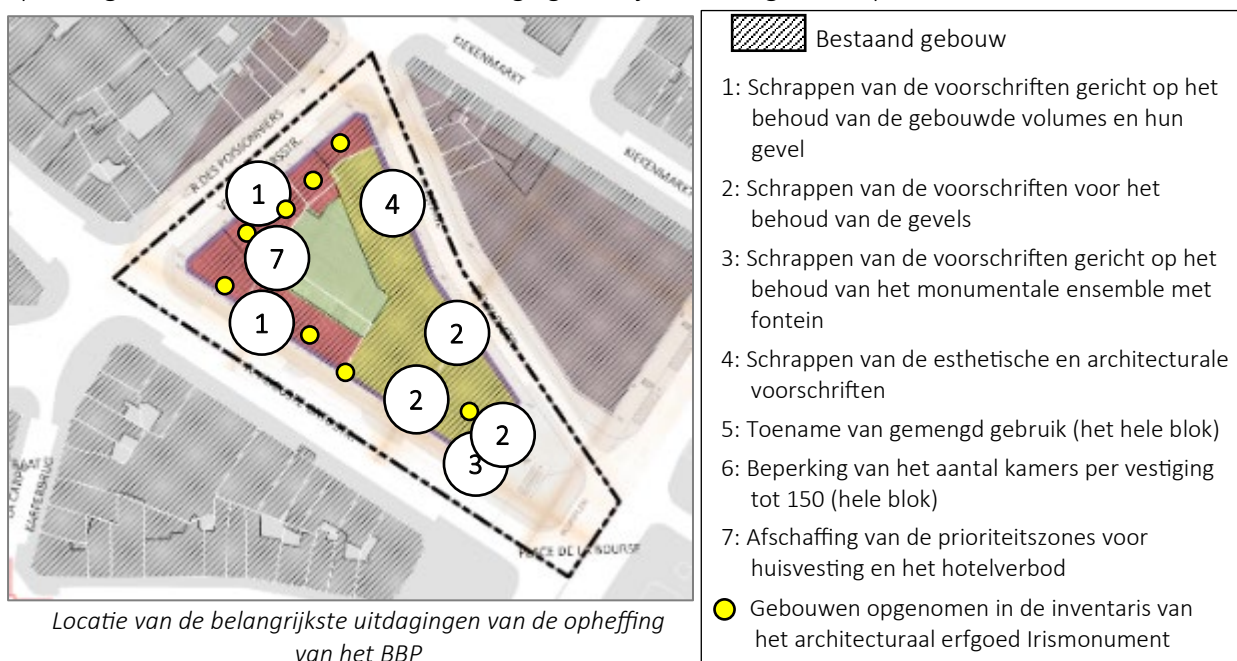 KIEKENMARKT
KIEKENMARKT
R DES POISSONNIERS
1
4
7
1
2
2
2
3
PLACE DE LA BOURSE
Locatie van de belangrijkste uitdagingen van de opheffing
van het BBP
Bestaand gebouw
1: Schrappen van de voorschriften gericht op het
behoud van de gebouwde volumes en hun
gevel
2: Schrappen van de voorschriften voor het
behoud van de gevels
3: Schrappen van de voorschriften gericht op het
behoud van het monumentale ensemble met
fontein
4: Schrappen van de esthetische en architecturale
voorschriften
5: Toename van gemengd gebruik (het hele blok)
6: Beperking van het aantal kamers per vestiging
tot 150 (hele blok)
7: Afschaffing van de prioriteitszones voor
huisvesting en het hotelverbod
Gebouwen opgenomen in de inventaris van
het architecturaal erfgoed Irismonument